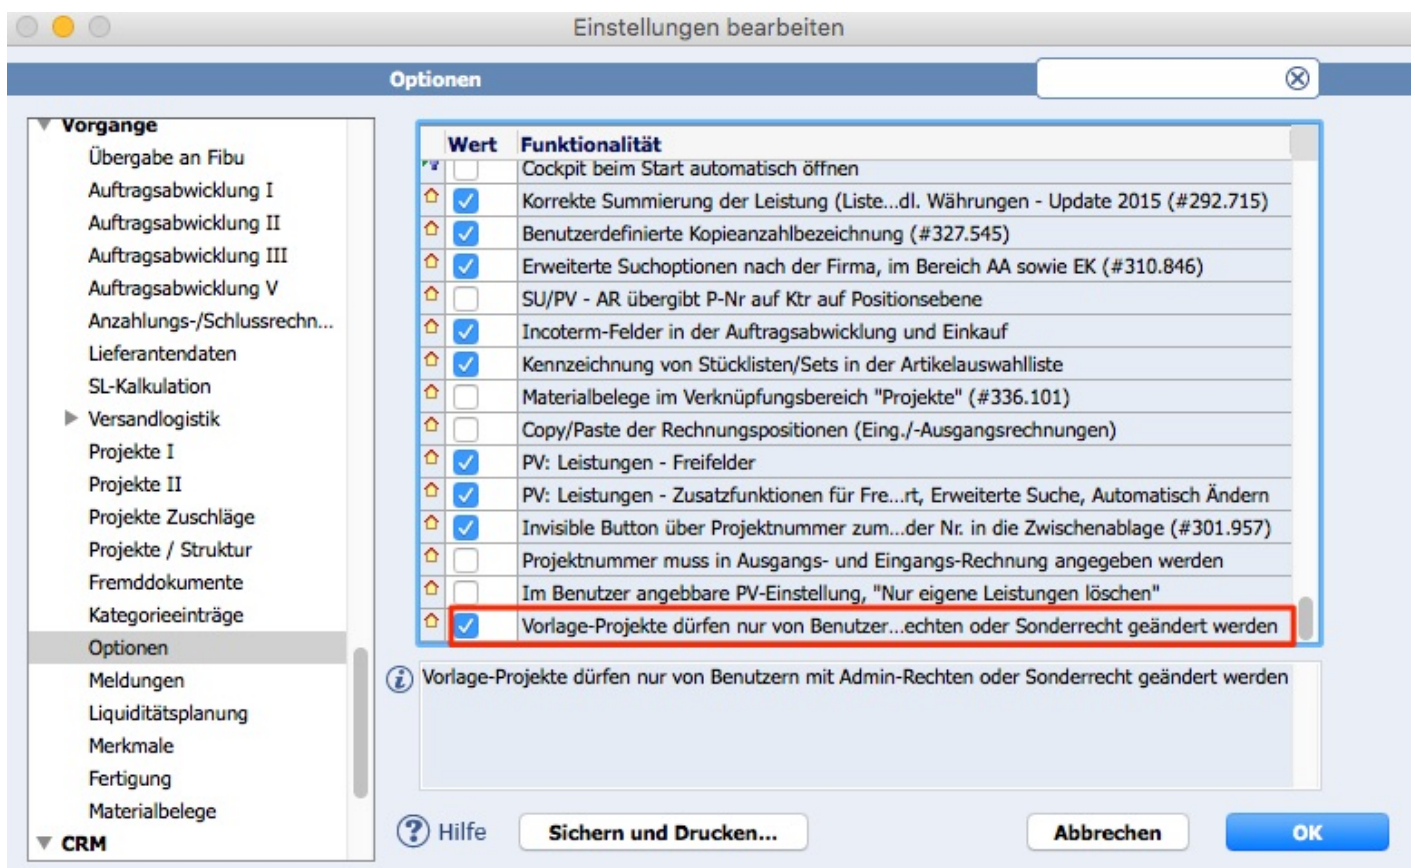 Einstellungen bearbeiten
Optionen
Vorgänge
Übergabe an Fibu
Auftragsabwicklung I
Auftragsabwicklung II
Auftragsabwicklung III
Auftragsabwicklung V
Anzahlungs-/Schlussrechn...
Lieferantendaten
SL-Kalkulation
Versandlogistik
Projekte I
Projekte II
Projekte Zuschläge
Projekte / Struktur
Fremddokumente
Kategorieeinträge
Optionen
Meldungen
Liquiditätsplanung
Merkmale
Fertigung
Materialbelege
CRM
Wert Funktionalität
Cockpit beim Start automatisch öffnen
Korrekte Summierung der Leistung (Liste...dl. Währungen - Update 2015 (#292.715)
Benutzerdefinierte Kopieanzahlbezeichnung (#327.545)
Erweiterte Suchoptionen nach der Firma, im Bereich AA sowie EK (#310.846)
SU/PV - AR übergibt P-Nr auf Ktr auf Positionsebene
Incoterm-Felder in der Auftragsabwicklung und Einkauf
Kennzeichnung von Stücklisten/Sets in der Artikelauswahlliste
Materialbelege im Verknüpfungsbereich "Projekte" (#336.101)
Copy/Paste der Rechnungspositionen (Eing./-Ausgangsrechnungen)
PV: Leistungen - Freifelder
PV: Leistungen - Zusatzfunktionen für Fre...rt, Erweiterte Suche, Automatisch Ändern
Invisible Button über Projektnummer zum...der Nr. in die Zwischenablage (#301.957)
Projektnummer muss in Ausgangs- und Eingangs-Rechnung angegeben werden
Im Benutzer angebbare PV-Einstellung, "Nur eigene Leistungen löschen"
Vorlage-Projekte dürfen nur von Benutzer...echten oder Sonderrecht geändert werden
Vorlage-Projekte dürfen nur von Benutzern mit Admin-Rechten oder Sonderrecht geändert werden
Hilfe
Sichern und Drucken...
Abbrechen
OK